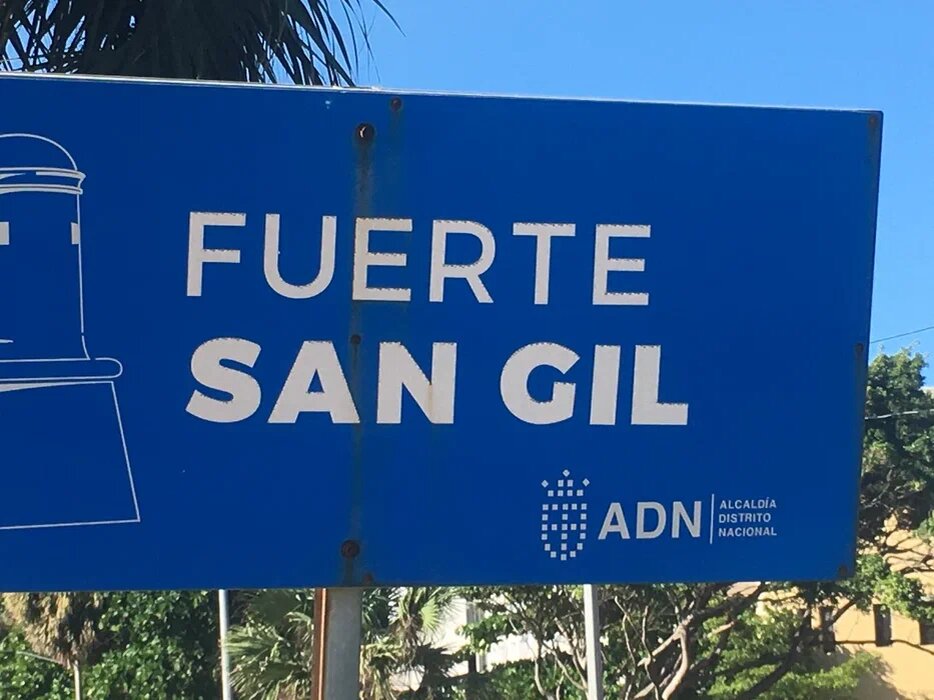 FUERTE
SAN GIL
ADN
ALCALDÍA
DISTRITO
NACIONAL